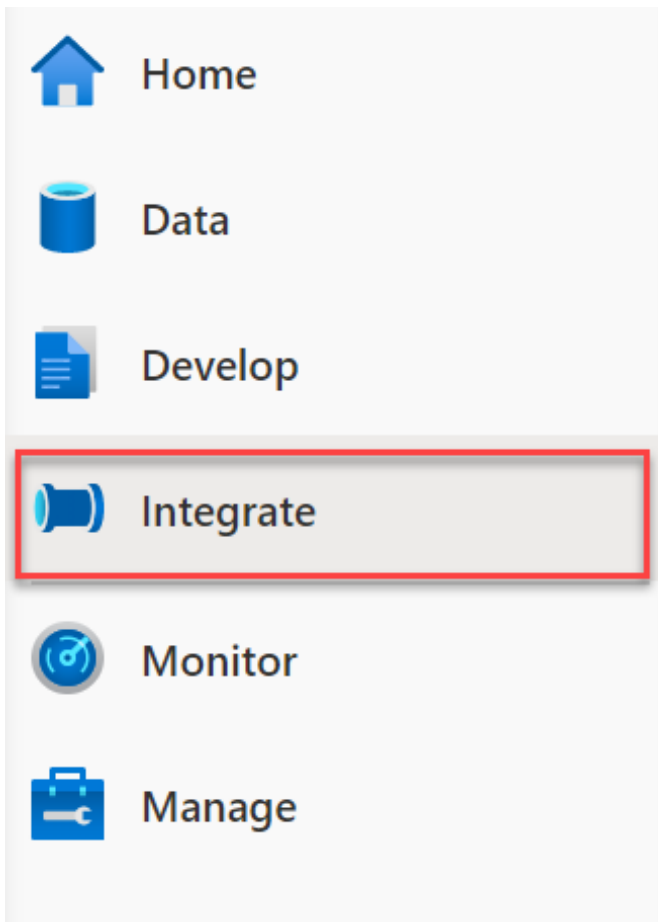 Home
Data
Develop
Integrate
Monitor
Manage